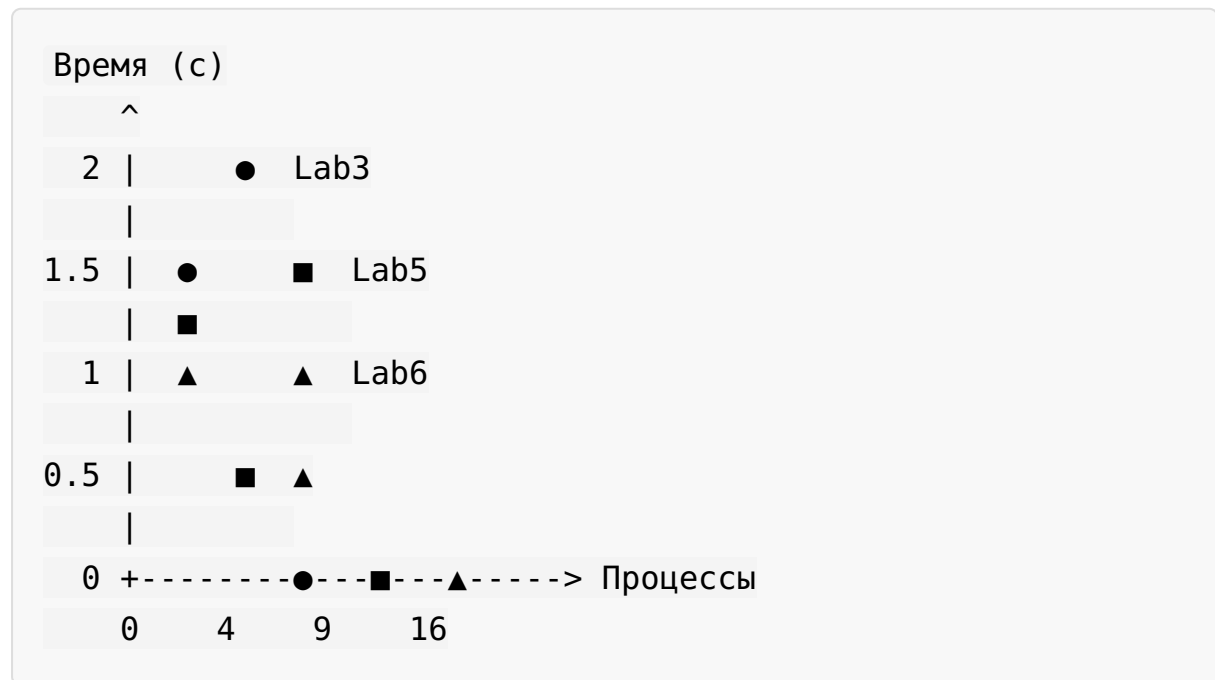 Время (с)
^
2 |      ●  Lab3
|
1.5 |  ●      ■  Lab5
|  ■
1 |  ▲      ▲  Lab6
|
0.5 |      ■  ▲
|
0 +---------●---■---▲-----> Процессы
0    4    9    16